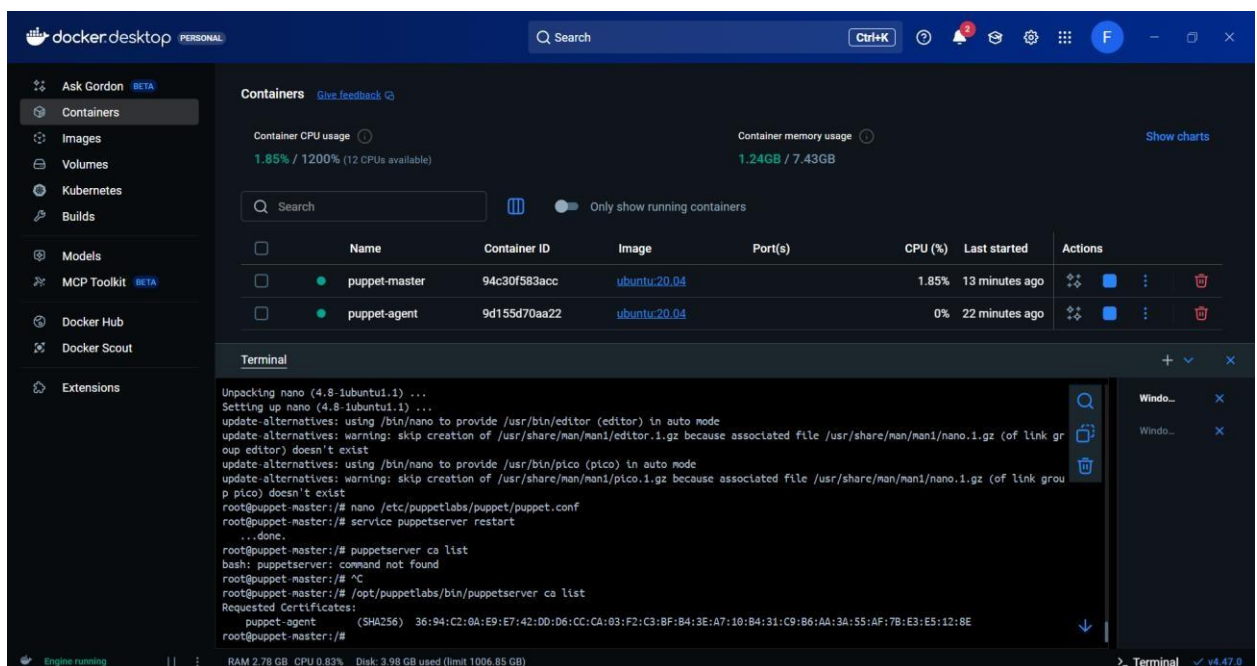 docker.desktop PERSONAL
Search
Ctrl+K
2
F
Ask Gordon BETA
Containers
Images
Volumes
Kubernetes
Builds
Models
MCP Toolkit BETA
Docker Hub
Docker Scout
Extensions
Containers Give feedback
Container CPU usage
1.85% / 1200% (12 CPUs available)
Container memory usage
1.24GB / 7.43GB
Show charts
Search
Only show running containers
Name Container ID Image Port(s) CPU (%) Last started Actions
puppet-master 94c30f583acc ubuntu:20.04 1.85% 13 minutes ago
puppet-agent 9d155d70aa22 ubuntu:20.04 0% 22 minutes ago
Terminal
Unpacking nano (4.8-1ubuntu1.1) ...
Setting up nano (4.8-1ubuntu1.1) ...
update-alternatives: using /bin/nano to provide /usr/bin/editor (editor) in auto mode
update-alternatives: warning: skip creation of /usr/share/man/man1/editor.1.gz because associated file /usr/share/man/man1/nano.1.gz (of link gr
oup editor) doesn't exist
update-alternatives: using /bin/nano to provide /usr/bin/pico (pico) in auto mode
update-alternatives: warning: skip creation of /usr/share/man/man1/pico.1.gz because associated file /usr/share/man/man1/nano.1.gz (of link grou
p pico) doesn't exist
root@puppet-master:/# nano /etc/puppetlabs/puppet/puppet.conf
root@puppet-master:/# service puppetserver restart
...done.
root@puppet-master:/# puppetserver ca list
bash: puppetserver: command not found
root@puppet-master:/# ^C
root@puppet-master:/# /opt/puppetlabs/bin/puppetserver ca list
Requested Certificates:
puppet-agent (SHA256) 36:94:C2:0A:E9:E7:42:DD:D6:CC:CA:03:F2:C3:BF:B4:3E:A7:10:B4:31:C9:B6:AA:3A:55:AF:7B:E3:E5:12:8E
root@puppet-master:/#
Windo...
Windo...
Engine running
RAM 2.78 GB CPU 0.83% Disk: 3.98 GB used (limit 1006.85 GB)
Terminal
v4.47.0